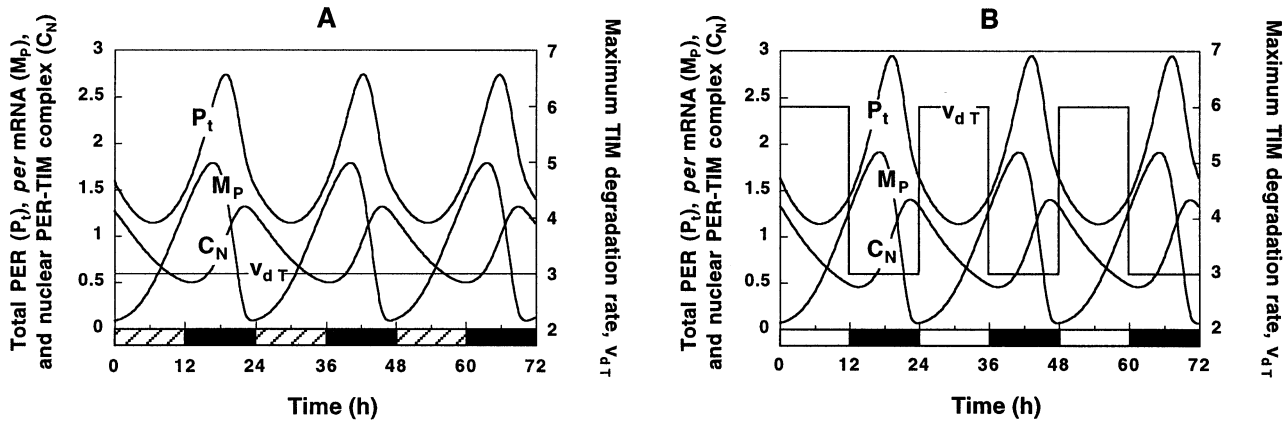 A
Total PER (Pt), per mRNA (MP),
and nuclear PER-TIM complex (CN)
3
2.5
2
1.5
1
0.5
0
Pt
MP
CN
vdT
7
6
5
4
3
2
Maximum TIM degradation rate, vdT
0 12 24 36 48 60 72
Time (h)
B
Total PER (Pt), per mRNA (MP),
and nuclear PER-TIM complex (CN)
3
2.5
2
1.5
1
0.5
0
Pt
vdT
MP
CN
7
6
5
4
3
2
Maximum TIM degradation rate, vdT
0 12 24 36 48 60 72
Time (h)